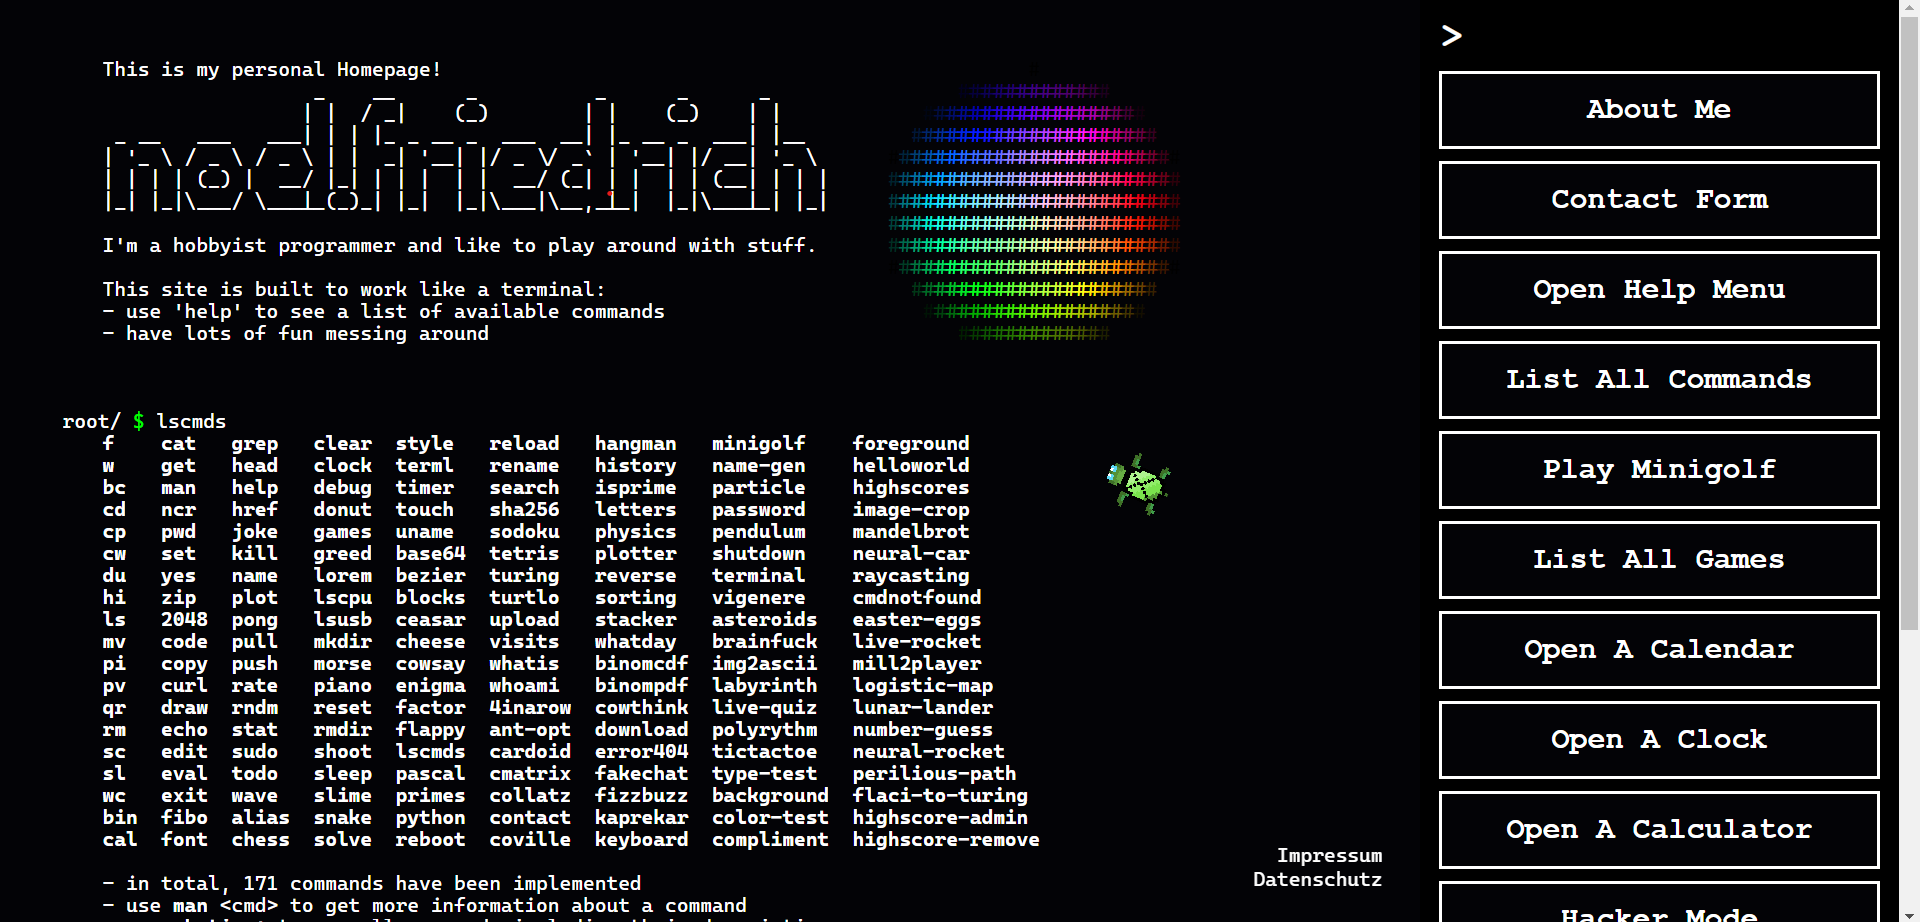 This is my personal Homepage!
noel.friedrich
I'm a hobbyist programmer and like to play around with stuff.
This site is built to work like a terminal:
- use 'help' to see a list of available commands
- have lots of fun messing around
root/ $ lscmds
f cat grep clear style reload hangman minigolf foreground
w get head clock terml rename history name-gen helloworld
bc man help debug timer search isprime particle highscores
cd ncr href donut touch sha256 letters password image-crop
cp pwd joke games uname sodoku physics pendulum mandelbrot
cw set kill greed base64 tetris plotter shutdown neural-car
du yes name lorem bezier turing reverse terminal raycasting
hi zip plot lscpu blocks turtlo sorting vigenere cmdnotfound
ls 2048 pong lsusb ceasar upload stacker asteroids easter-eggs
mv code pull mkdir cheese visits whatday brainfuck live-rocket
pi copy push morse cowsay whatis binomcdf img2ascii mill2player
pv curl rate piano enigma whoami binompdf labyrinth logistic-map
qr draw rndm reset factor 4inarow cowthink live-quiz lunar-lander
rm echo stat rmdir flappy ant-opt download polyrythm number-guess
sc edit sudo shoot lscmds cardoid error404 tictactoe neural-rocket
sl eval todo sleep pascal cmatrix fakechat type-test perilious-path
wc exit wave slime primes collatz fizzbuzz background flaci-to-turing
bin fibo alias snake python contact kaprekar color-test highscore-admin
cal font chess solve reboot coville keyboard compliment highscore-remove
- in total, 171 commands have been implemented
- use man <cmd> to get more information about a command
Impressum
Datenschutz
>
About Me
Contact Form
Open Help Menu
List All Commands
Play Minigolf
List All Games
Open A Calendar
Open A Clock
Open A Calculator
Hacker Mode